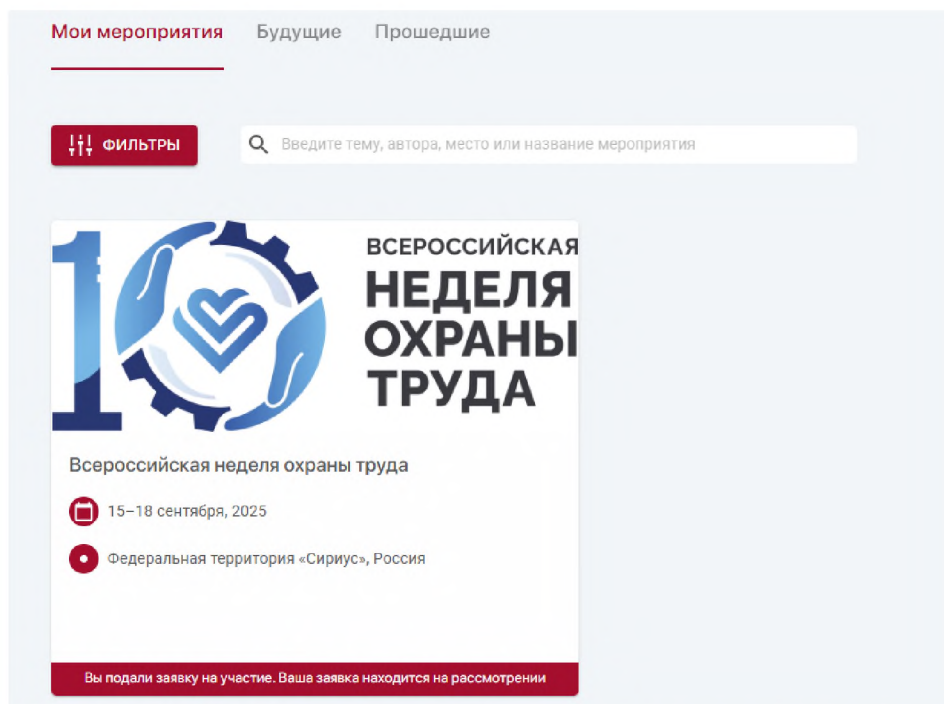 Мои мероприятия Будущие Прошедшие
ФИЛЬТРЫ Введите тему, автора, место или название мероприятия
10
ВСЕРОССИЙСКАЯ
НЕДЕЛЯ
ОХРАНЫ
ТРУДА
Всероссийская неделя охраны труда
15–18 сентября, 2025
Федеральная территория «Сириус», Россия
Вы подали заявку на участие. Ваша заявка находится на рассмотрении